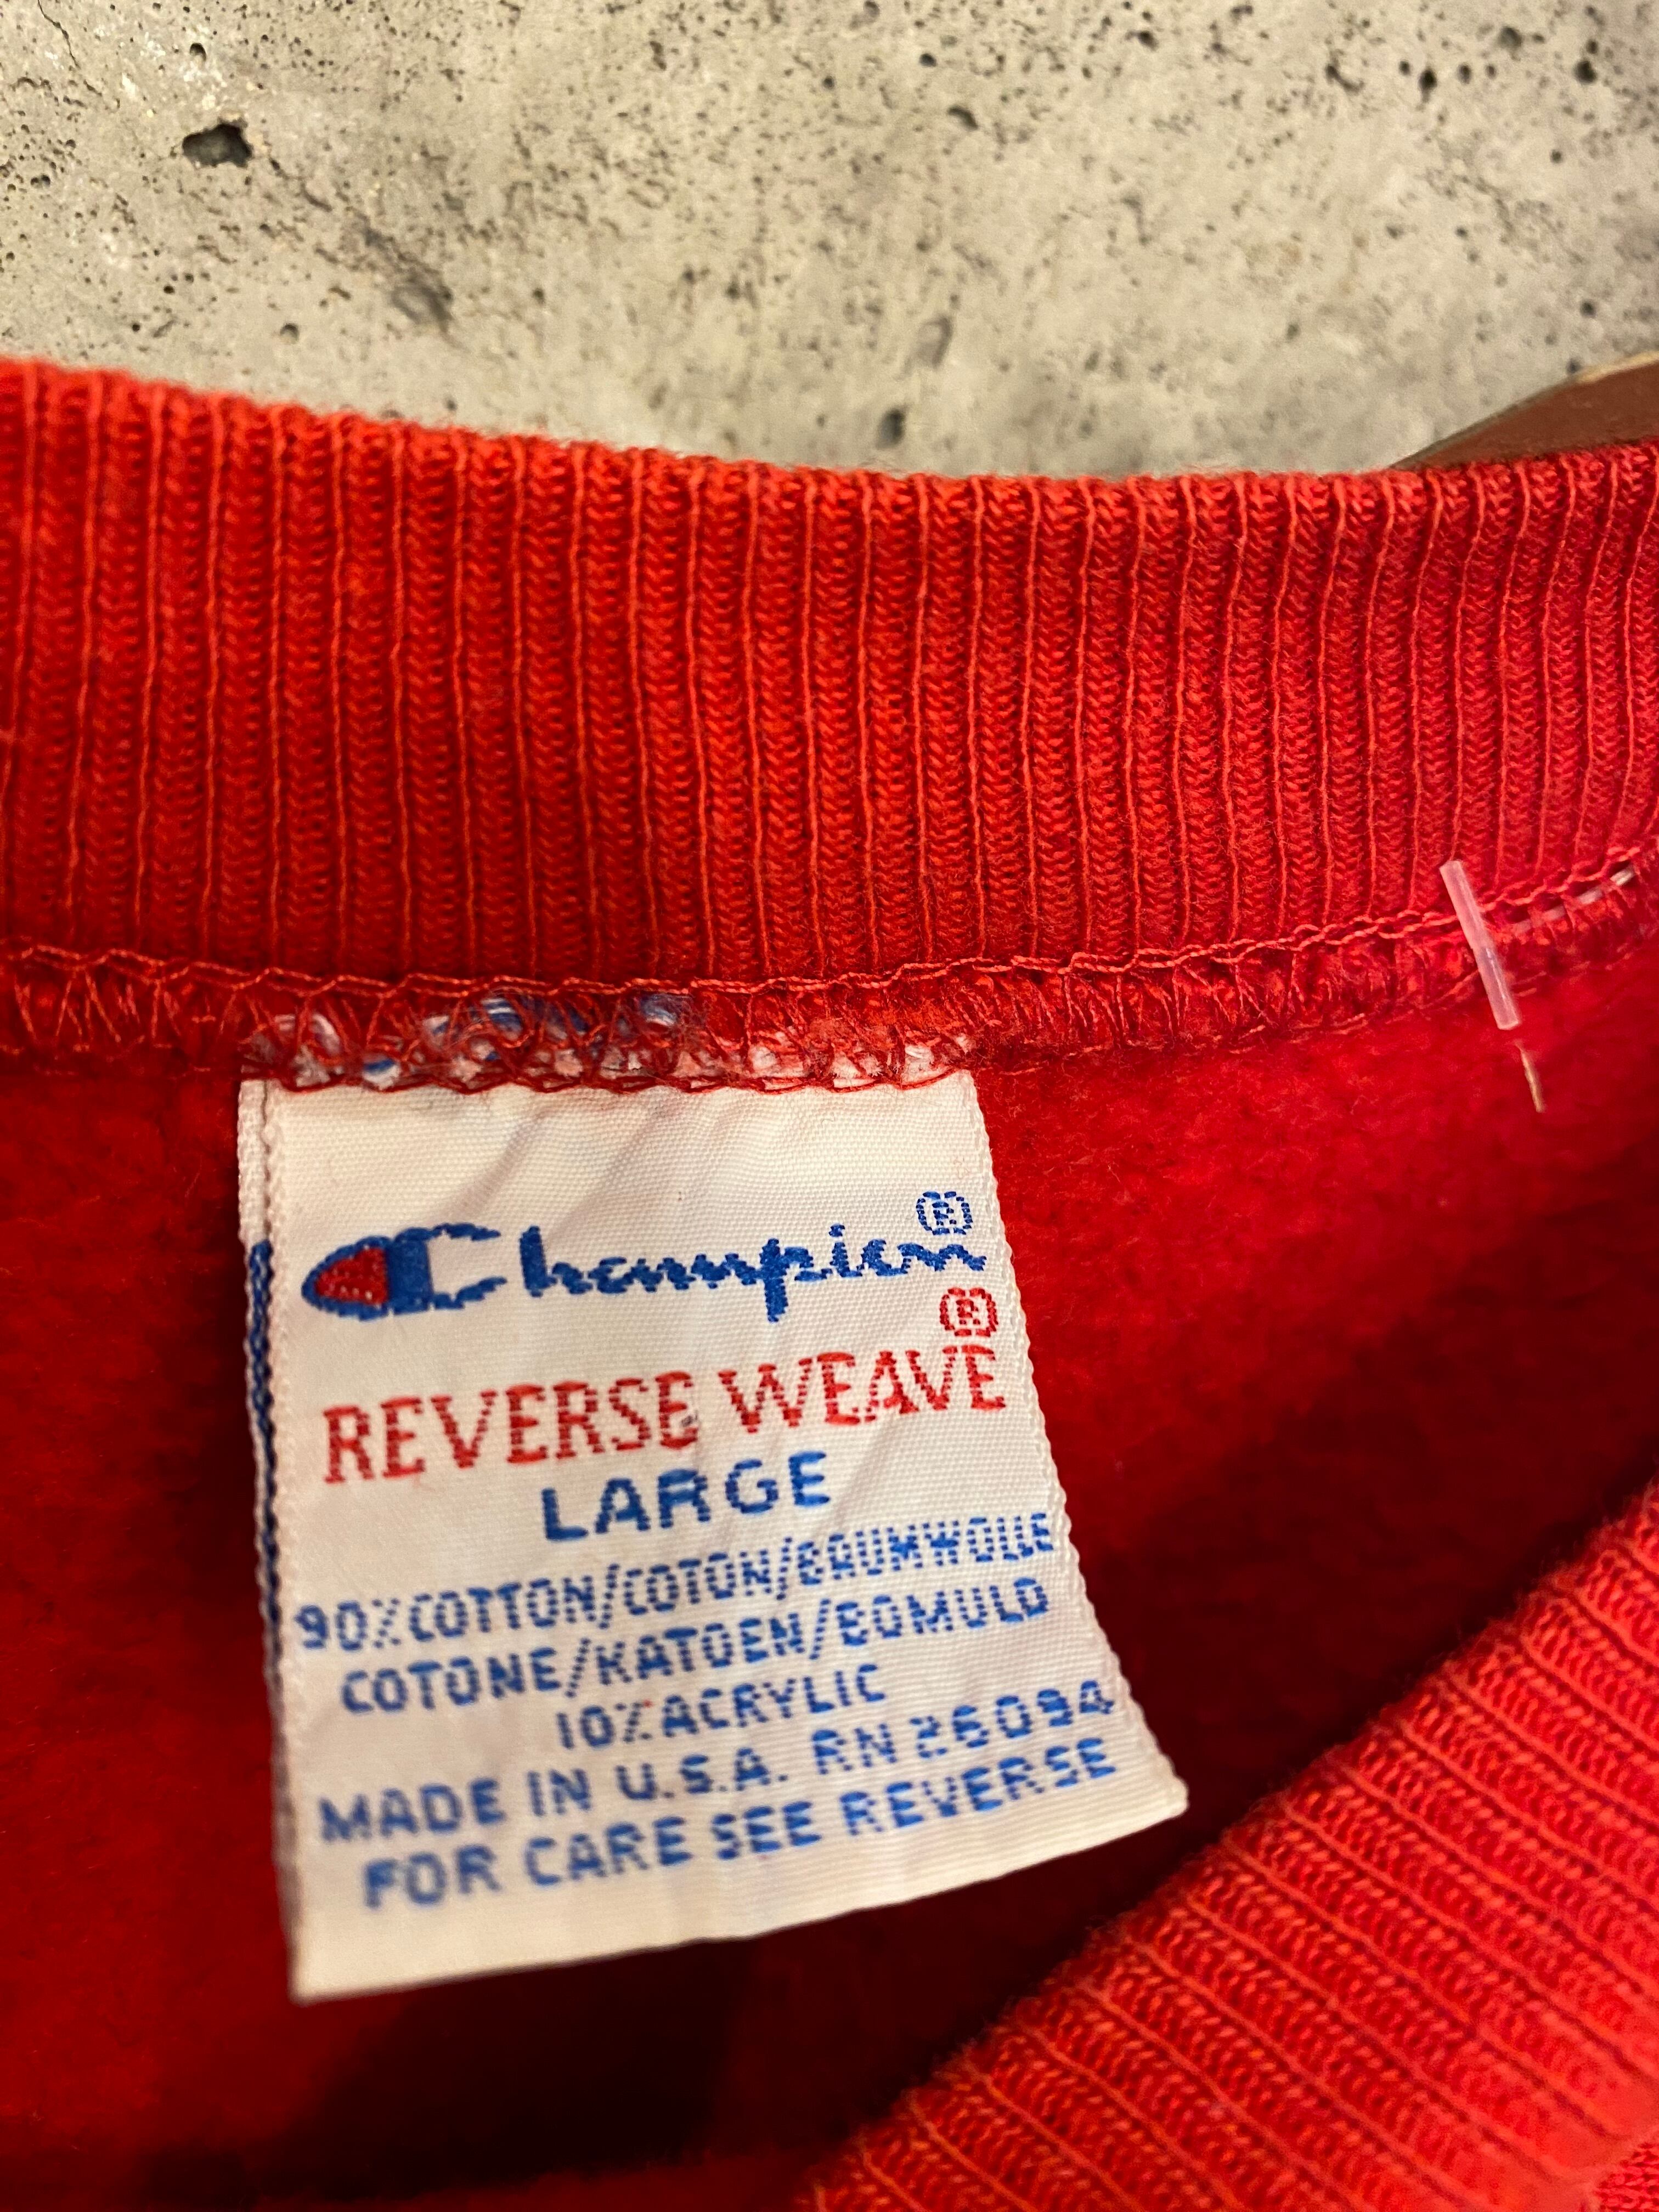 Champion®
REVERSE WEAVE®
LARGE
90% COTTON/COTON/BAUMWOLLE
COTONE/KATOEN/BOMULD
10% ACRYLIC
MADE IN U.S.A. RN 26094
FOR CARE SEE REVERSE